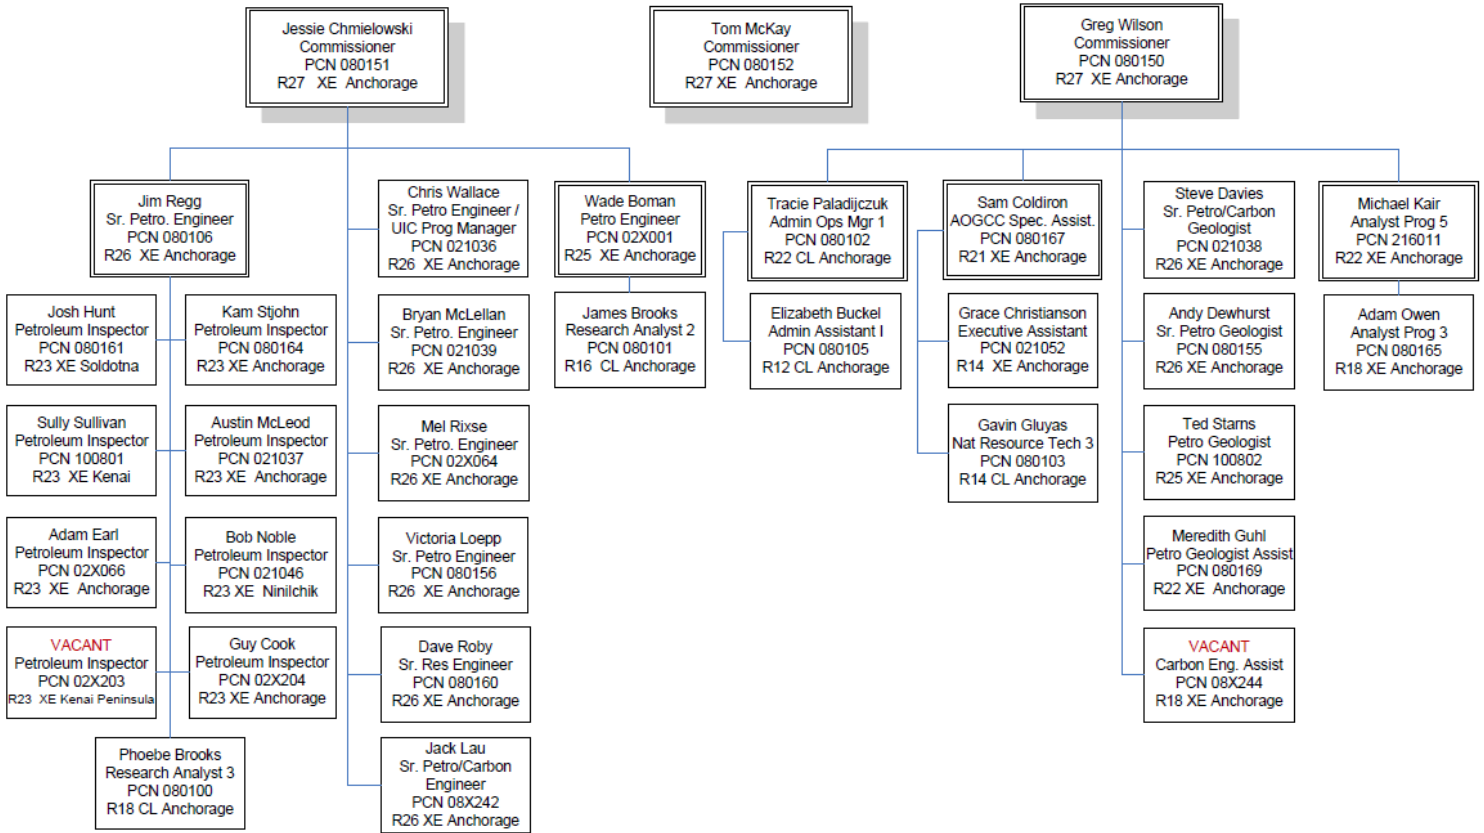 Jessie Chmielowski
Commissioner
PCN 080151
R27 XE Anchorage
Tom McKay
Commissioner
PCN 080152
R27 XE Anchorage
Greg Wilson
Commissioner
PCN 080150
R27 XE Anchorage
Jim Regg
Sr. Petro. Engineer
PCN 080106
R26 XE Anchorage
Chris Wallace
Sr. Petro Engineer /
UIC Prog Manager
PCN 021036
R26 XE Anchorage
Wade Boman
Petro Engineer
PCN 02X001
R25 XE Anchorage
Tracie Paladijczuk
Admin Ops Mgr 1
PCN 080102
R22 CL Anchorage
Sam Coldiron
AOGCC Spec. Assist.
PCN 080167
R21 XE Anchorage
Steve Davies
Sr. Petro/Carbon
Geologist
PCN 021038
R26 XE Anchorage
Michael Kair
Analyst Prog 5
PCN 216011
R22 XE Anchorage
Josh Hunt
Petroleum Inspector
PCN 080161
R23 XE Soldotna
Kam Stjohn
Petroleum Inspector
PCN 080164
R23 XE Anchorage
Bryan McLellan
Sr. Petro. Engineer
PCN 021039
R26 XE Anchorage
James Brooks
Research Analyst 2
PCN 080101
R16 CL Anchorage
Elizabeth Buckel
Admin Assistant I
PCN 080105
R12 CL Anchorage
Grace Christianson
Executive Assistant
PCN 021052
R14 XE Anchorage
Andy Dewhurst
Sr. Petro Geologist
PCN 080155
R26 XE Anchorage
Adam Owen
Analyst Prog 3
PCN 080165
R18 XE Anchorage
Sully Sullivan
Petroleum Inspector
PCN 100801
R23 XE Kenai
Austin McLeod
Petroleum Inspector
PCN 021037
R23 XE Anchorage
Mel Rixse
Sr. Petro. Engineer
PCN 02X064
R26 XE Anchorage
Gavin Gluyas
Nat Resource Tech 3
PCN 080103
R14 CL Anchorage
Ted Starns
Petro Geologist
PCN 100802
R25 XE Anchorage
Adam Earl
Petroleum Inspector
PCN 02X066
R23 XE Anchorage
Bob Noble
Petroleum Inspector
PCN 021046
R23 XE Ninilchik
Victoria Loepp
Sr. Petro Engineer
PCN 080156
R26 XE Anchorage
Meredith Guhl
Petro Geologist Assist
PCN 080169
R22 XE Anchorage
VACANT
Petroleum Inspector
PCN 02X203
R23 XE Kenai Peninsula
Guy Cook
Petroleum Inspector
PCN 02X204
R23 XE Anchorage
Dave Roby
Sr. Res Engineer
PCN 080160
R26 XE Anchorage
VACANT
Carbon Eng. Assist
PCN 08X244
R18 XE Anchorage
Phoebe Brooks
Research Analyst 3
PCN 080100
R18 CL Anchorage
Jack Lau
Sr. Petro/Carbon
Engineer
PCN 08X242
R26 XE Anchorage